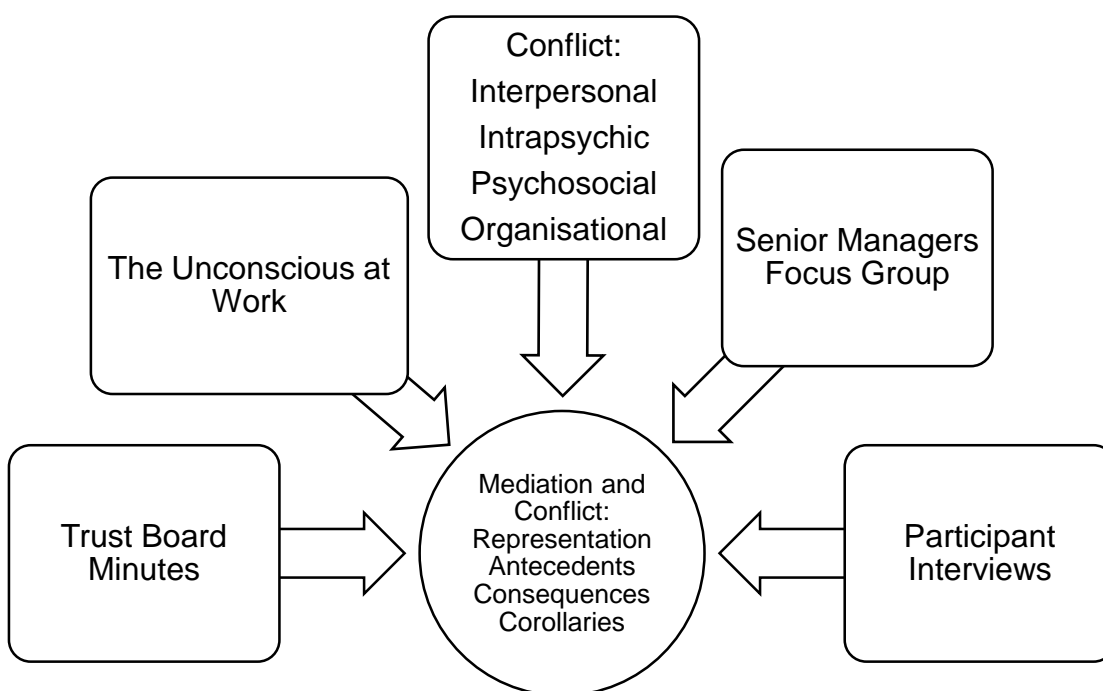 Conflict:
Interpersonal
Intrapsychic
Psychosocial
Organisational
The Unconscious at
Work
Senior Managers
Focus Group
Trust Board
Minutes
Mediation and
Conflict:
Representation
Antecedents
Consequences
Corollaries
Participant
Interviews